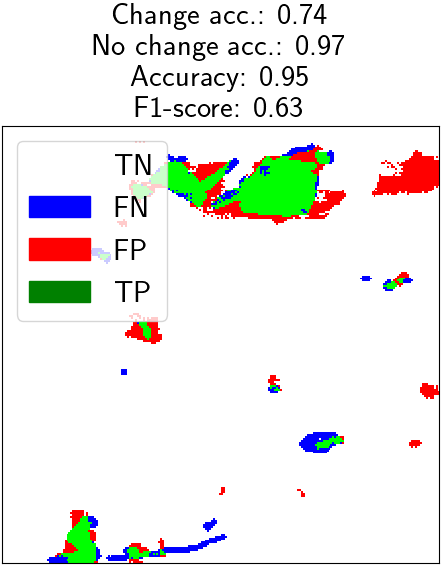 Change acc.: 0.74
No change acc.: 0.97
Accuracy: 0.95
F1-score: 0.63
TN
FN
FP
TP